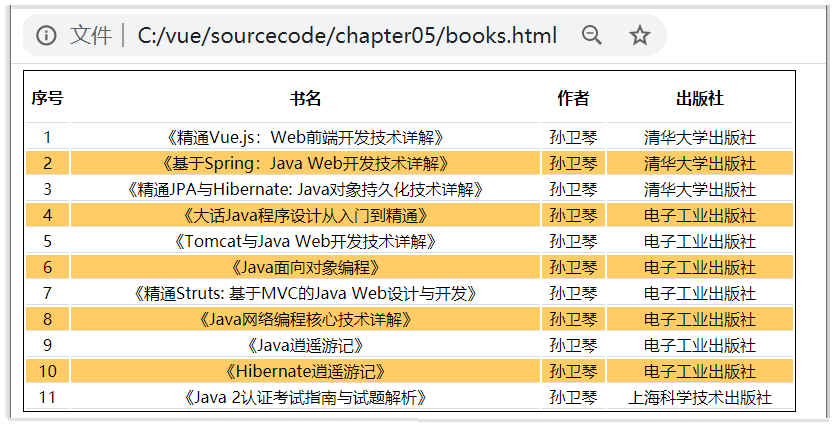 文件 C:/vue/sourcecode/chapter05/books.html
序号 书名 作者 出版社
1 《精通Vue.js：Web前端开发技术详解》 孙卫琴 清华大学出版社
2 《基于Spring：Java Web开发技术详解》 孙卫琴 清华大学出版社
3 《精通JPA与Hibernate: Java对象持久化技术详解》 孙卫琴 清华大学出版社
4 《大话Java程序设计从入门到精通》 孙卫琴 电子工业出版社
5 《Tomcat与Java Web开发技术详解》 孙卫琴 电子工业出版社
6 《Java面向对象编程》 孙卫琴 电子工业出版社
7 《精通Struts: 基于MVC的Java Web设计与开发》 孙卫琴 电子工业出版社
8 《Java网络编程核心技术详解》 孙卫琴 电子工业出版社
9 《Java逍遥游记》 孙卫琴 电子工业出版社
10 《Hibernate逍遥游记》 孙卫琴 电子工业出版社
11 《Java 2认证考试指南与试题解析》 孙卫琴 上海科学技术出版社